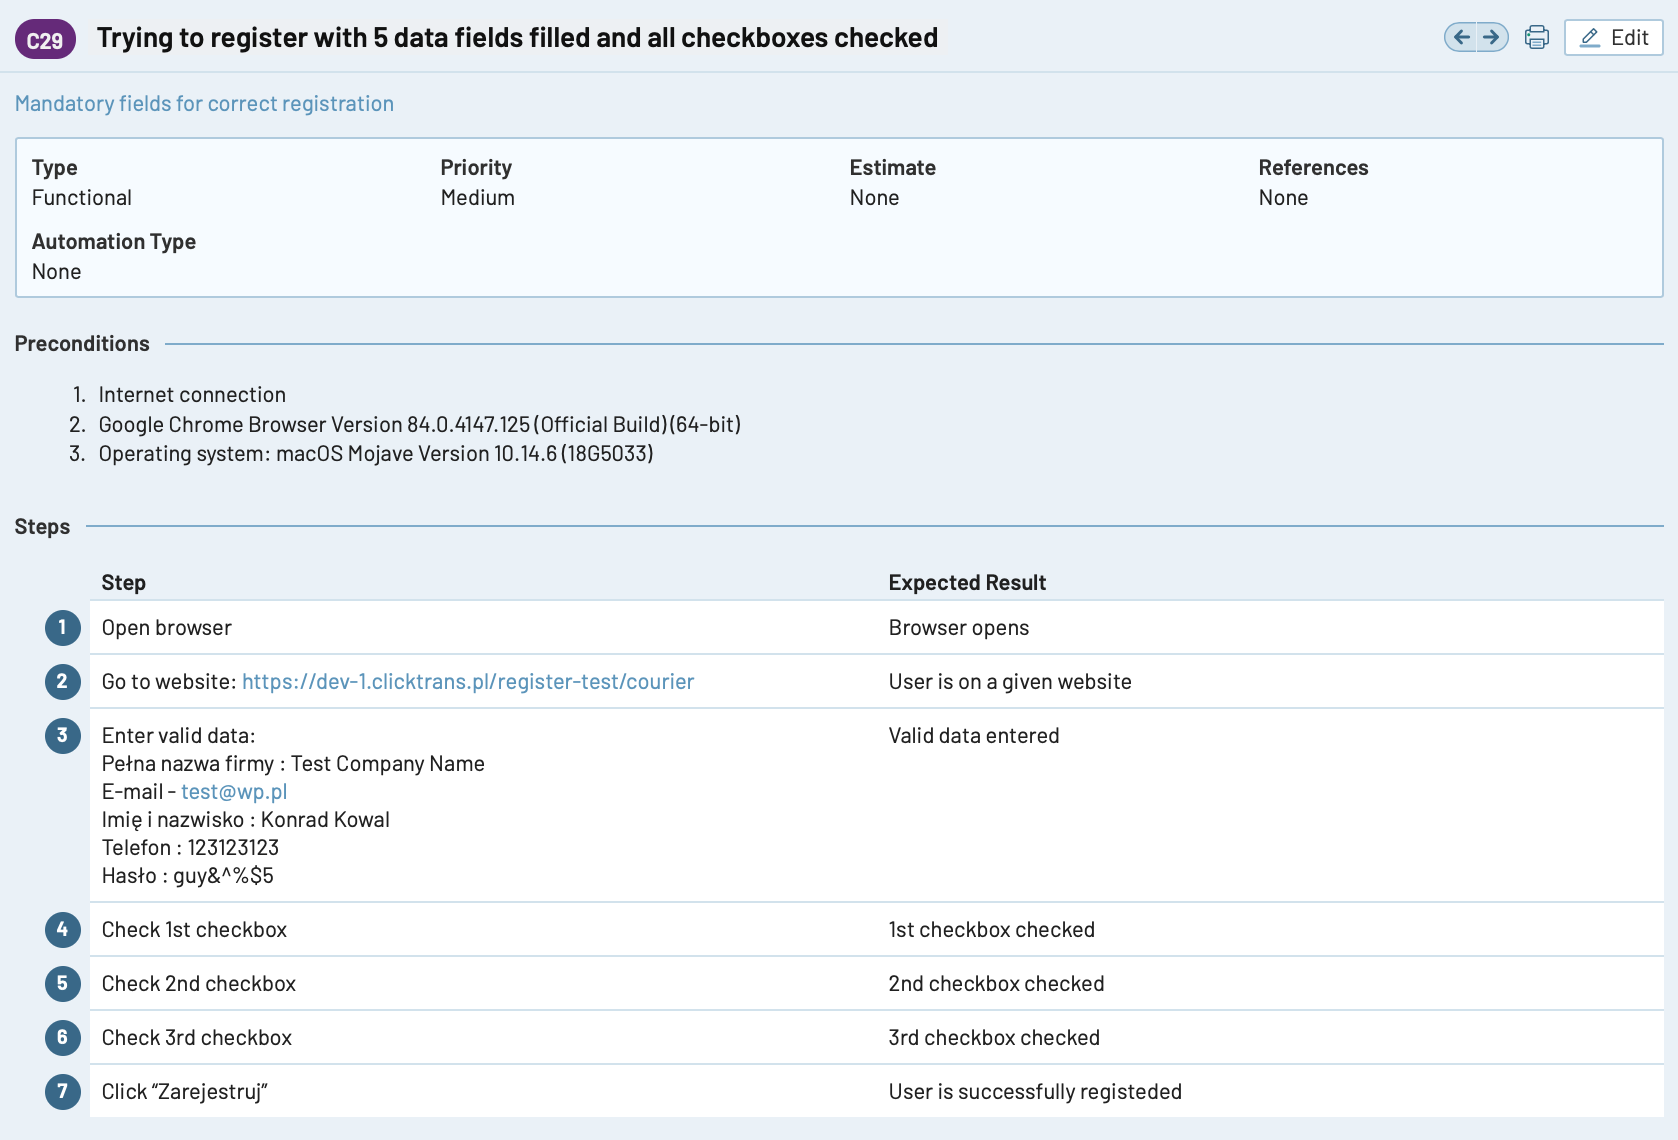 C29 Trying to register with 5 data fields filled and all checkboxes checked Edit
Mandatory fields for correct registration
Type Priority Estimate References
Functional Medium None None
Automation Type
None
Preconditions
1. Internet connection
2. Google Chrome Browser Version 84.0.4147.125 (Official Build) (64-bit)
3. Operating system: macOS Mojave Version 10.14.6 (18G5033)
Steps
Step Expected Result
1 Open browser Browser opens
2 Go to website: https://dev-1.clicktrans.pl/register-test/courier User is on a given website
3 Enter valid data: Valid data entered
Pełna nazwa firmy : Test Company Name
E-mail - test@wp.pl
Imię i nazwisko : Konrad Kowal
Telefon : 123123123
Hasło : guy&^%$5
4 Check 1st checkbox 1st checkbox checked
5 Check 2nd checkbox 2nd checkbox checked
6 Check 3rd checkbox 3rd checkbox checked
7 Click “Zarejestruj” User is successfully registeded